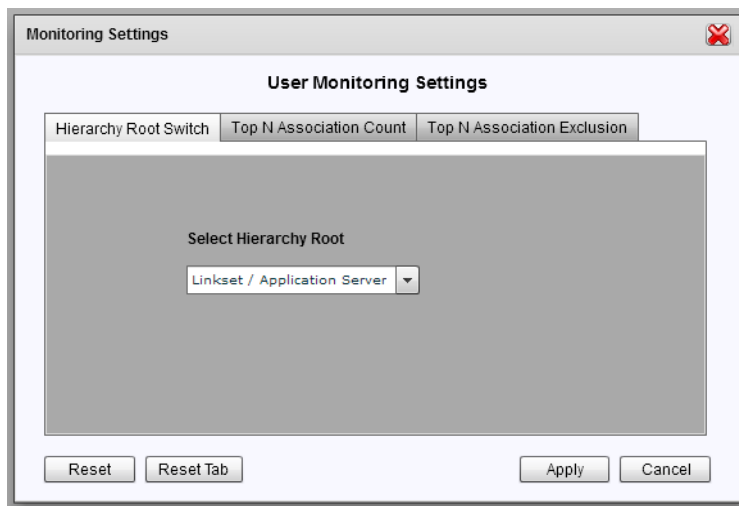 Monitoring Settings
User Monitoring Settings
Hierarchy Root Switch Top N Association Count Top N Association Exclusion
Select Hierarchy Root
Linkset / Application Server
Reset Reset Tab Apply Cancel